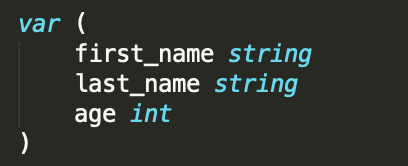 var (
    first_name string
    last_name string
    age int
)